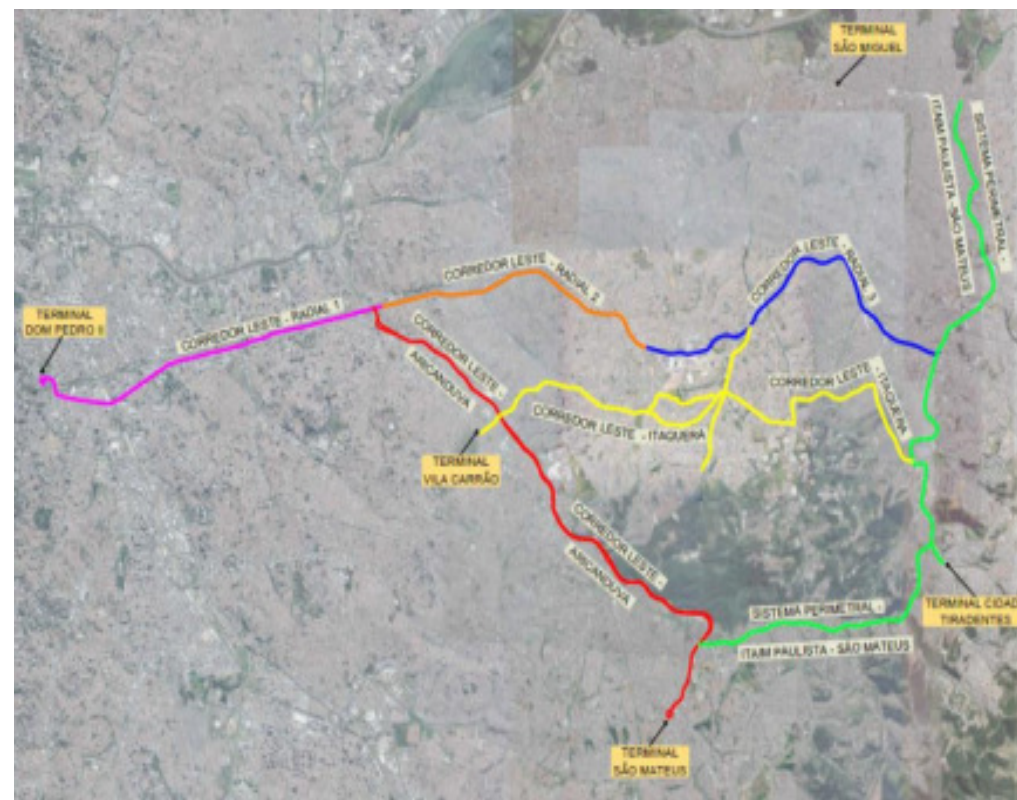 TERMINAL
SÃO MIGUEL
SISTEMA PERIMETRAL -
ITAIM PAULISTA - SÃO MATEUS
CORREDOR LESTE - RADIAL 3
CORREDOR LESTE - RADIAL 2
CORREDOR LESTE - RADIAL 1
TERMINAL
DOM PEDRO II
CORREDOR LESTE -
ARICANDUVA
CORREDOR LESTE - ITAQUERA
CORREDOR LESTE - ITAQUERA
TERMINAL
VILA CARRÃO
CORREDOR LESTE -
ARICANDUVA
SISTEMA PERIMETRAL -
ITAIM PAULISTA - SÃO MATEUS
TERMINAL CIDAD
TIRADENTES
TERMINAL
SÃO MATEUS